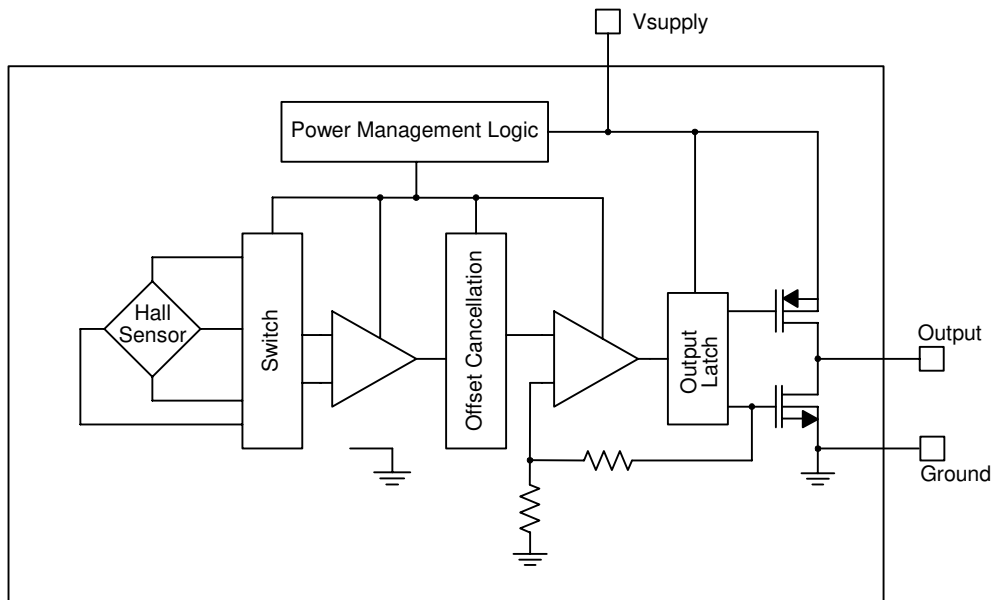 Vsupply
Power Management Logic
Hall
Sensor
Switch
Offset Cancellation
Output
Latch
Output
Ground